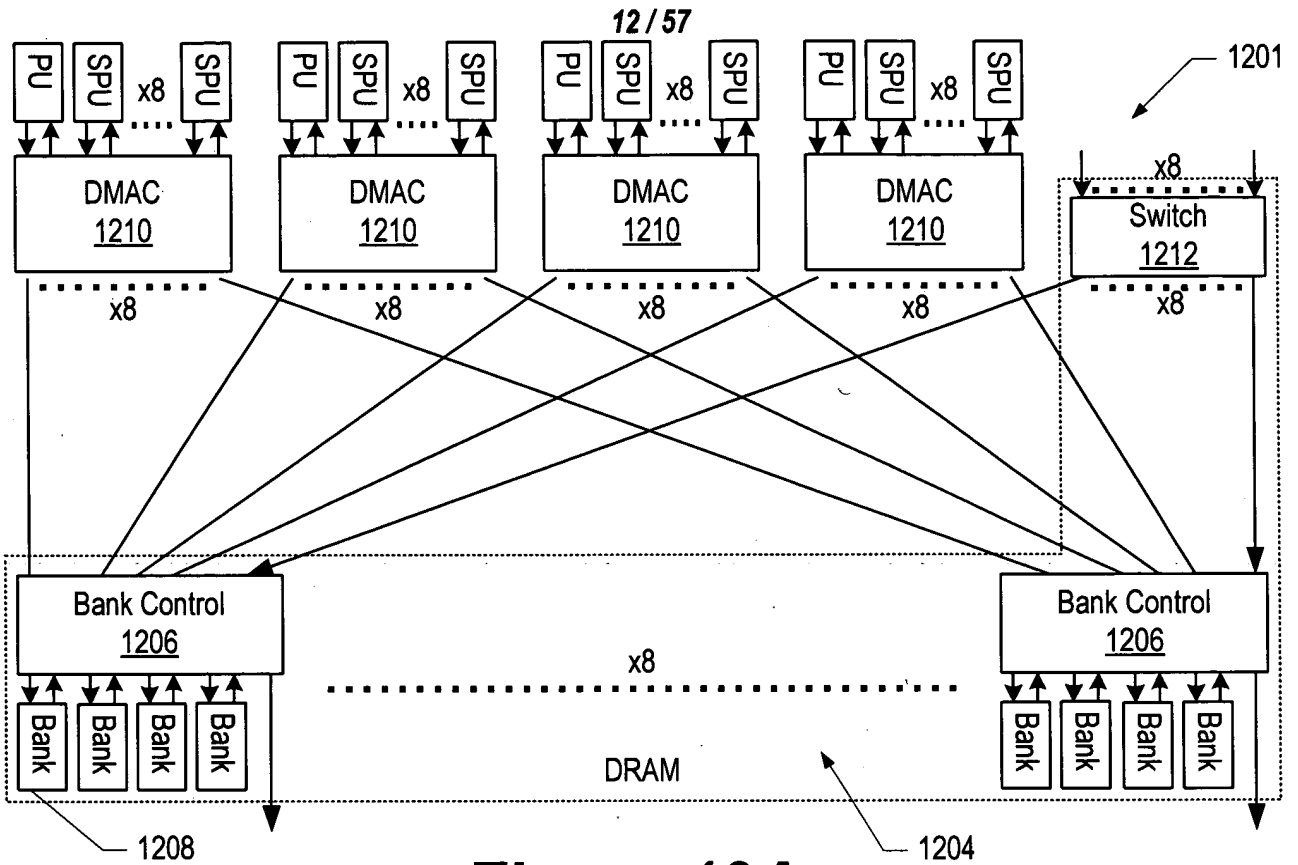 12 / 57
PU SPU x8 SPU PU SPU x8 SPU PU SPU x8 SPU PU SPU x8 SPU
1201
DMAC DMAC DMAC DMAC
1210 1210 1210 1210
x8
Switch
1212
x8 x8 x8 x8 x8
Bank Control Bank Control
1206 1206
x8
Bank Bank Bank Bank Bank Bank Bank Bank
DRAM
1208 1204